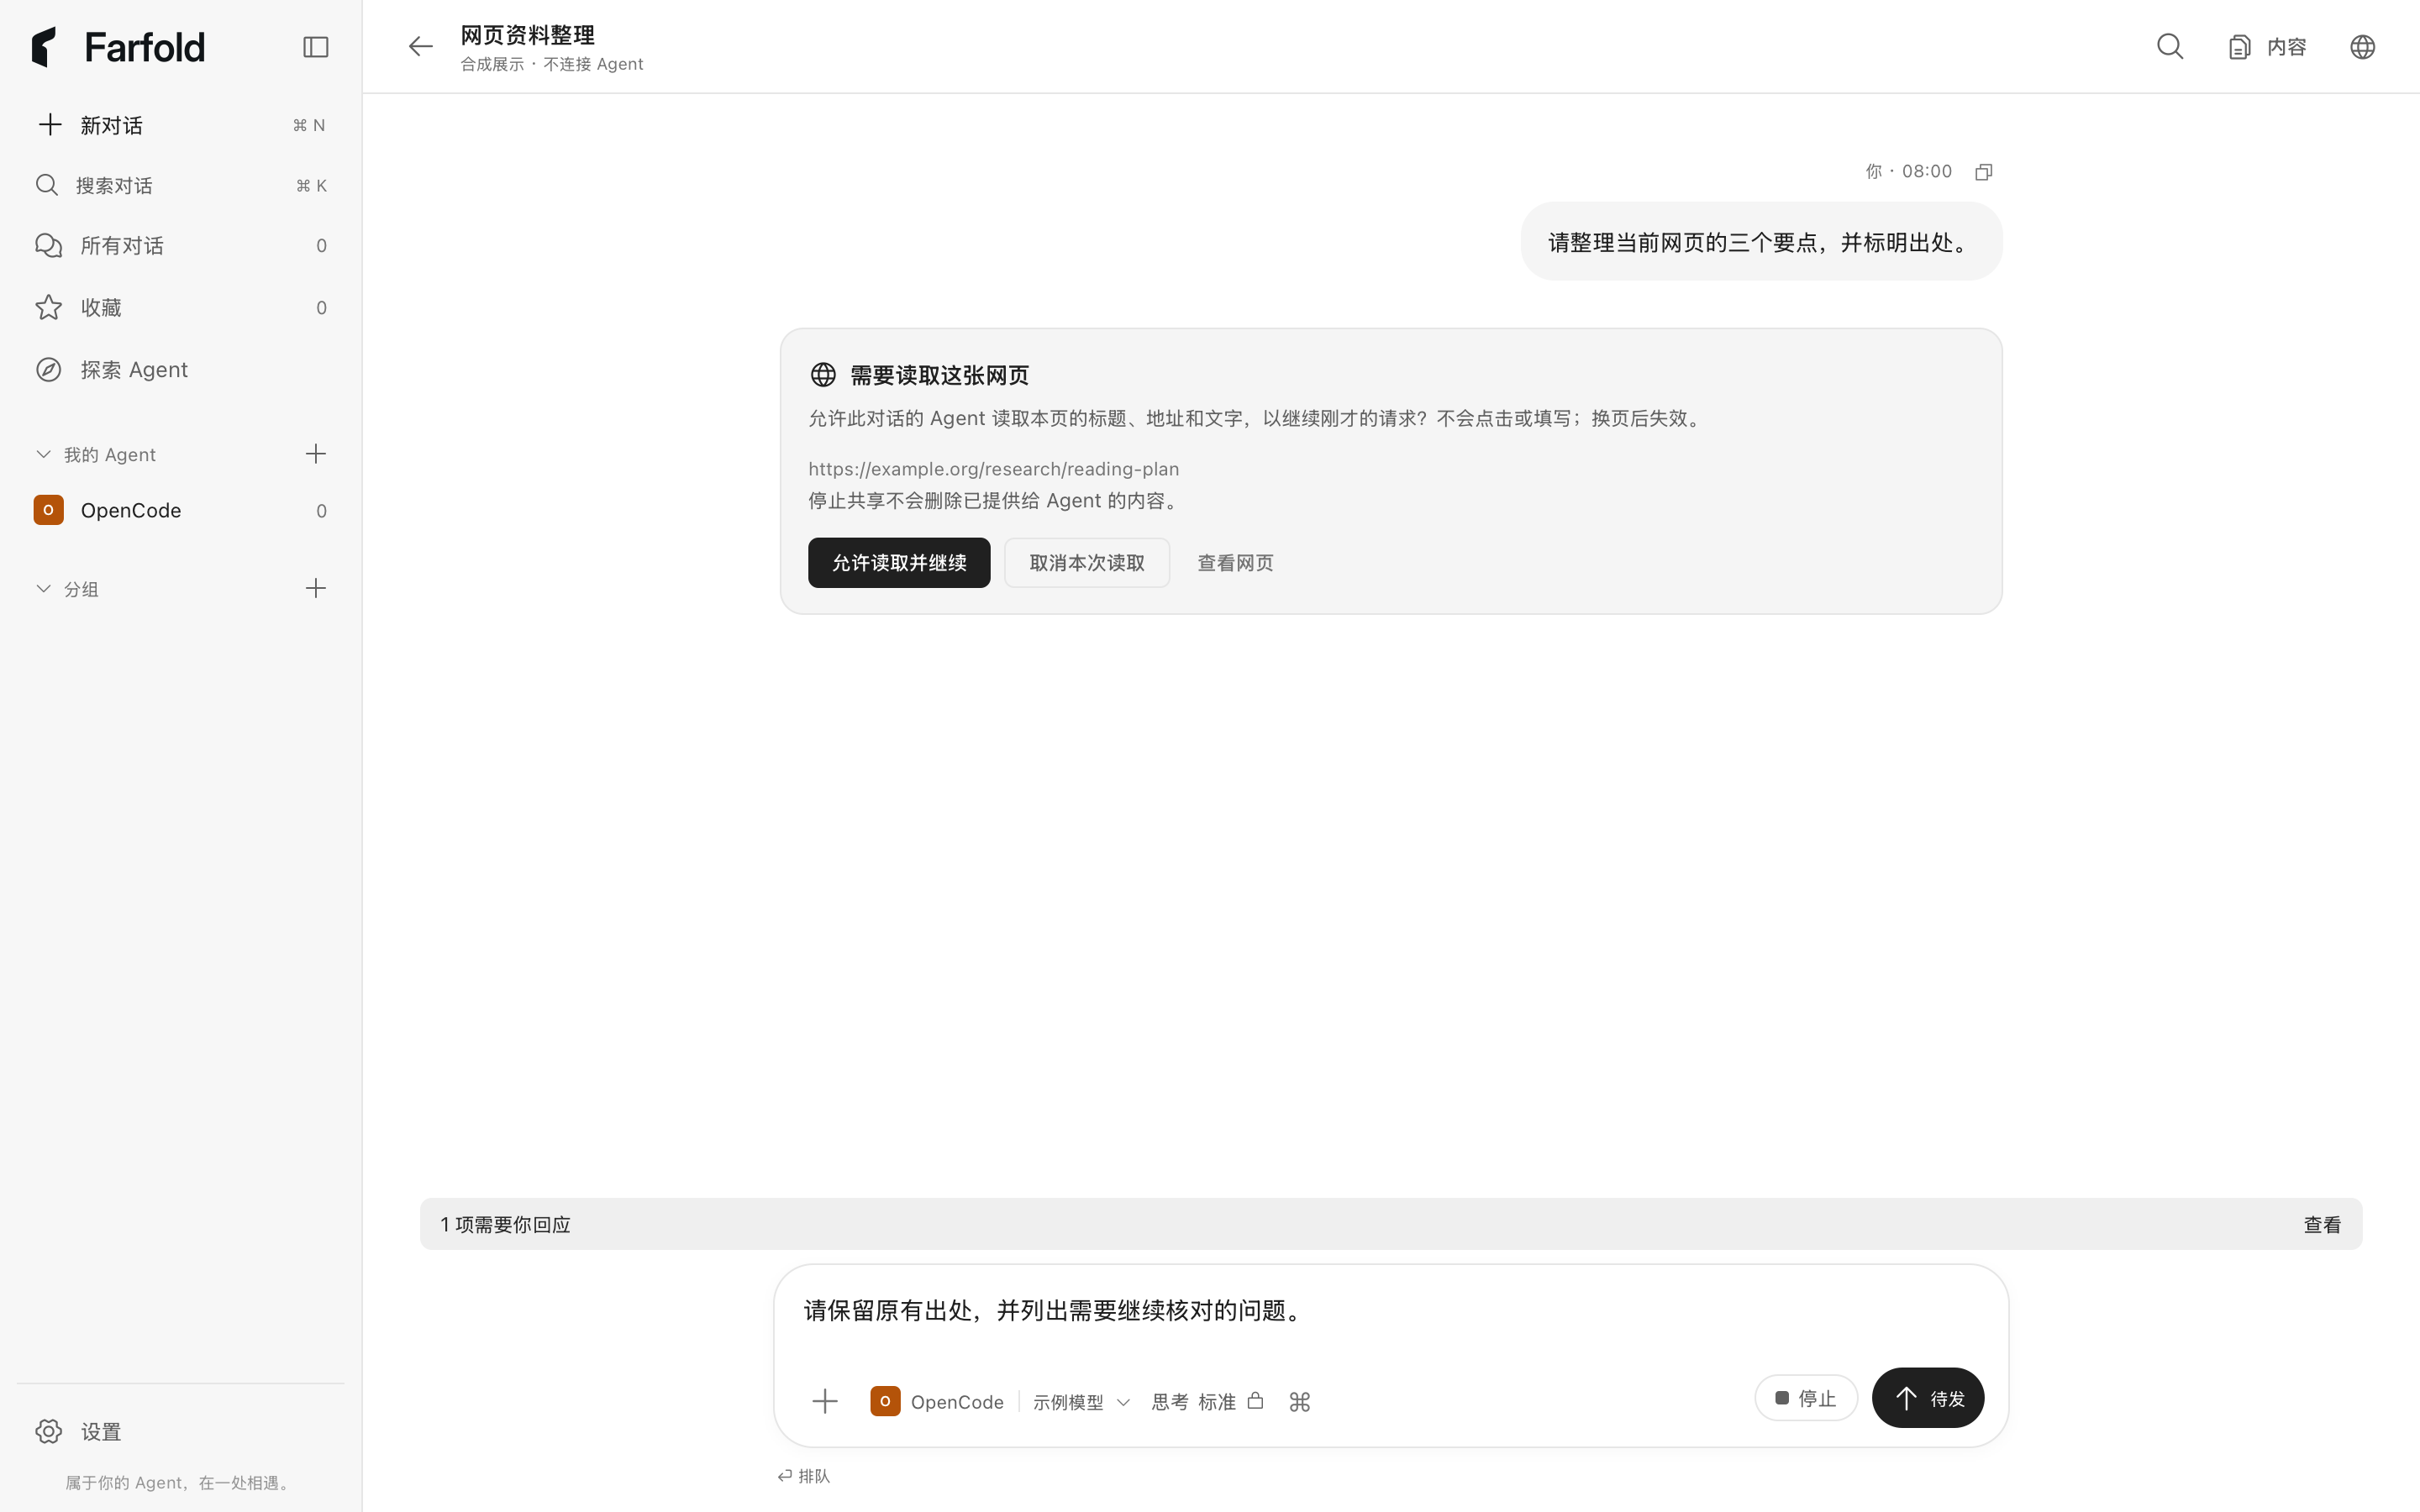 Farfold
新对话 ⌘ N
搜索对话 ⌘ K
所有对话 0
收藏 0
探索 Agent
我的 Agent
O OpenCode 0
分组
设置
属于你的 Agent，在一处相遇。
网页资料整理
合成展示 · 不连接 Agent
内容
你 · 08:00
请整理当前网页的三个要点，并标明出处。
需要读取这张网页
允许此对话的 Agent 读取本页的标题、地址和文字，以继续刚才的请求？不会点击或填写；换页后失效。
https://example.org/research/reading-plan
停止共享不会删除已提供给 Agent 的内容。
允许读取并继续 取消本次读取 查看网页
1 项需要你回应 查看
请保留原有出处，并列出需要继续核对的问题。
O OpenCode 示例模型 思考 标准 ⌘ 停止 待发
排队